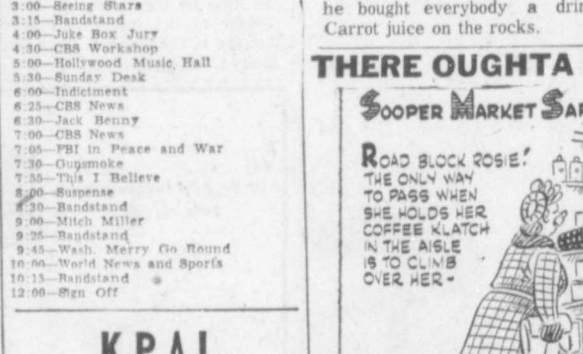 3:00—Seeing Stars
3:15—Bandstand
4:00—Juke Box Jury
4:30—CBS Workshop
5:00—Hollywood Music Hall
5:30—Sunday Desk
6:00—Indictment
6:25—CBS News
6:30—Jack Benny
7:00—CBS News
7:05—FBI in Peace and War
7:30—Gunsmoke
7:55—This I Believe
8:00—Suspense
8:30—Bandstand
9:00—Mitch Miller
9:25—Bandstand
9:45—Wash. Merry Go Round
10:00—World News and Sports
10:15—Bandstand
12:00—Sign Off
he bought everybody a
Carrot juice on the rocks.
THERE OUGHTA
SOOPER MARKET
ROAD BLOCK ROSIE!
THE ONLY WAY
TO PASS WHEN
SHE HOLDS HER
COFFEE KLATCH
IN THE AISLE
IS TO CLIMB
OVER HER-